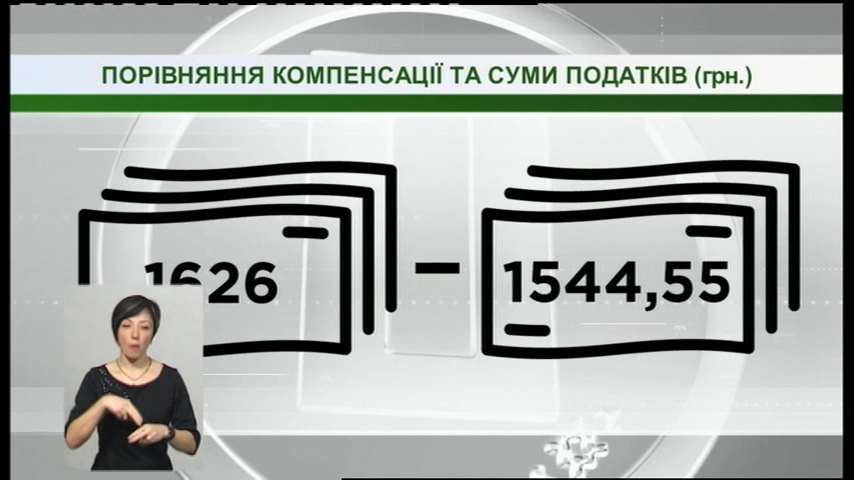 ПОРІВНЯННЯ КОМПЕНСАЦІЇ ТА СУМИ ПОДАТКІВ (грн.)
1626 – 1544,55